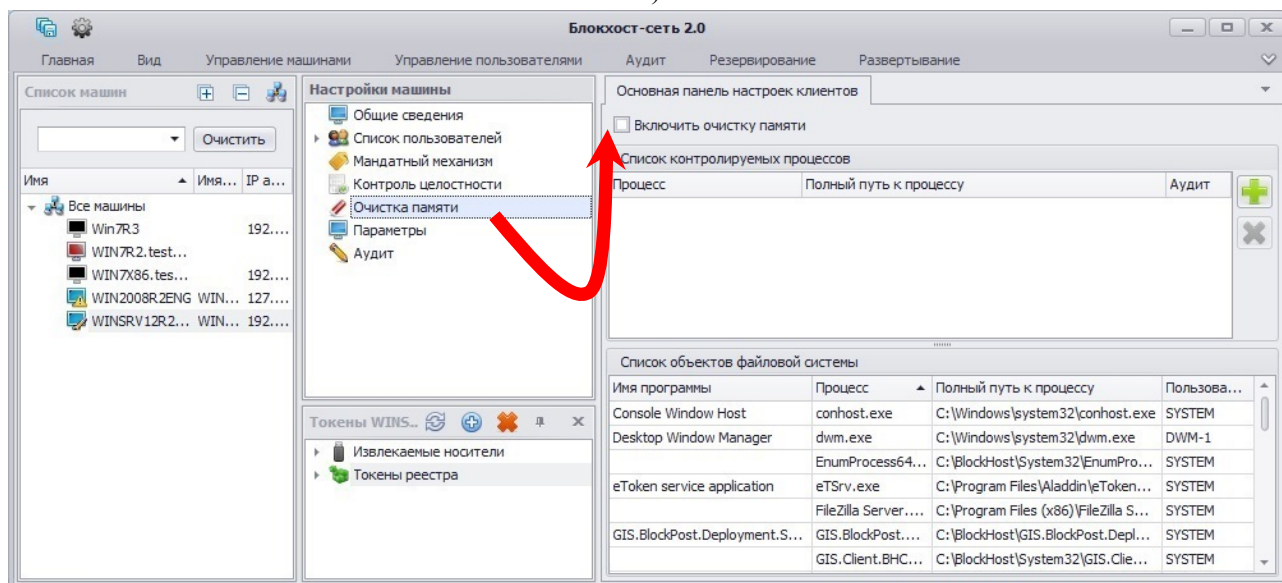 Блокхост-сеть 2.0
Главная Вид Управление машинами Управление пользователями Аудит Резервирование Развертывание
Список машин
Очистить
Имя Имя... IP а...
Все машины
Win7R3 192....
WIN7R2.test...
WIN7X86.tes... 192....
WIN2008R2ENG WIN... 127....
WINSRV12R2... WIN... 192....
Настройки машины
Общие сведения
Список пользователей
Мандатный механизм
Контроль целостности
Очистка памяти
Параметры
Аудит
Токены WINS..
Извлекаемые носители
Токены реестра
Основная панель настроек клиентов
Включить очистку памяти
Список контролируемых процессов
Процесс Полный путь к процессу Аудит
Список объектов файловой системы
Имя программы Процесс Полный путь к процессу Пользова...
Console Window Host conhost.exe C:\Windows\system32\conhost.exe SYSTEM
Desktop Window Manager dwm.exe C:\Windows\system32\dwm.exe DWM-1
EnumProcess64... C:\BlockHost\System32\EnumPro... SYSTEM
eToken service application eTSrv.exe C:\Program Files\Aladdin\eToken... SYSTEM
FileZilla Server.... C:\Program Files (x86)\FileZilla S... SYSTEM
GIS.BlockPost.Deployment.S... GIS.BlockPost.... C:\BlockHost\GIS.BlockPost.Depl... SYSTEM
GIS.Client.BHC... C:\BlockHost\System32\GIS.Clie... SYSTEM